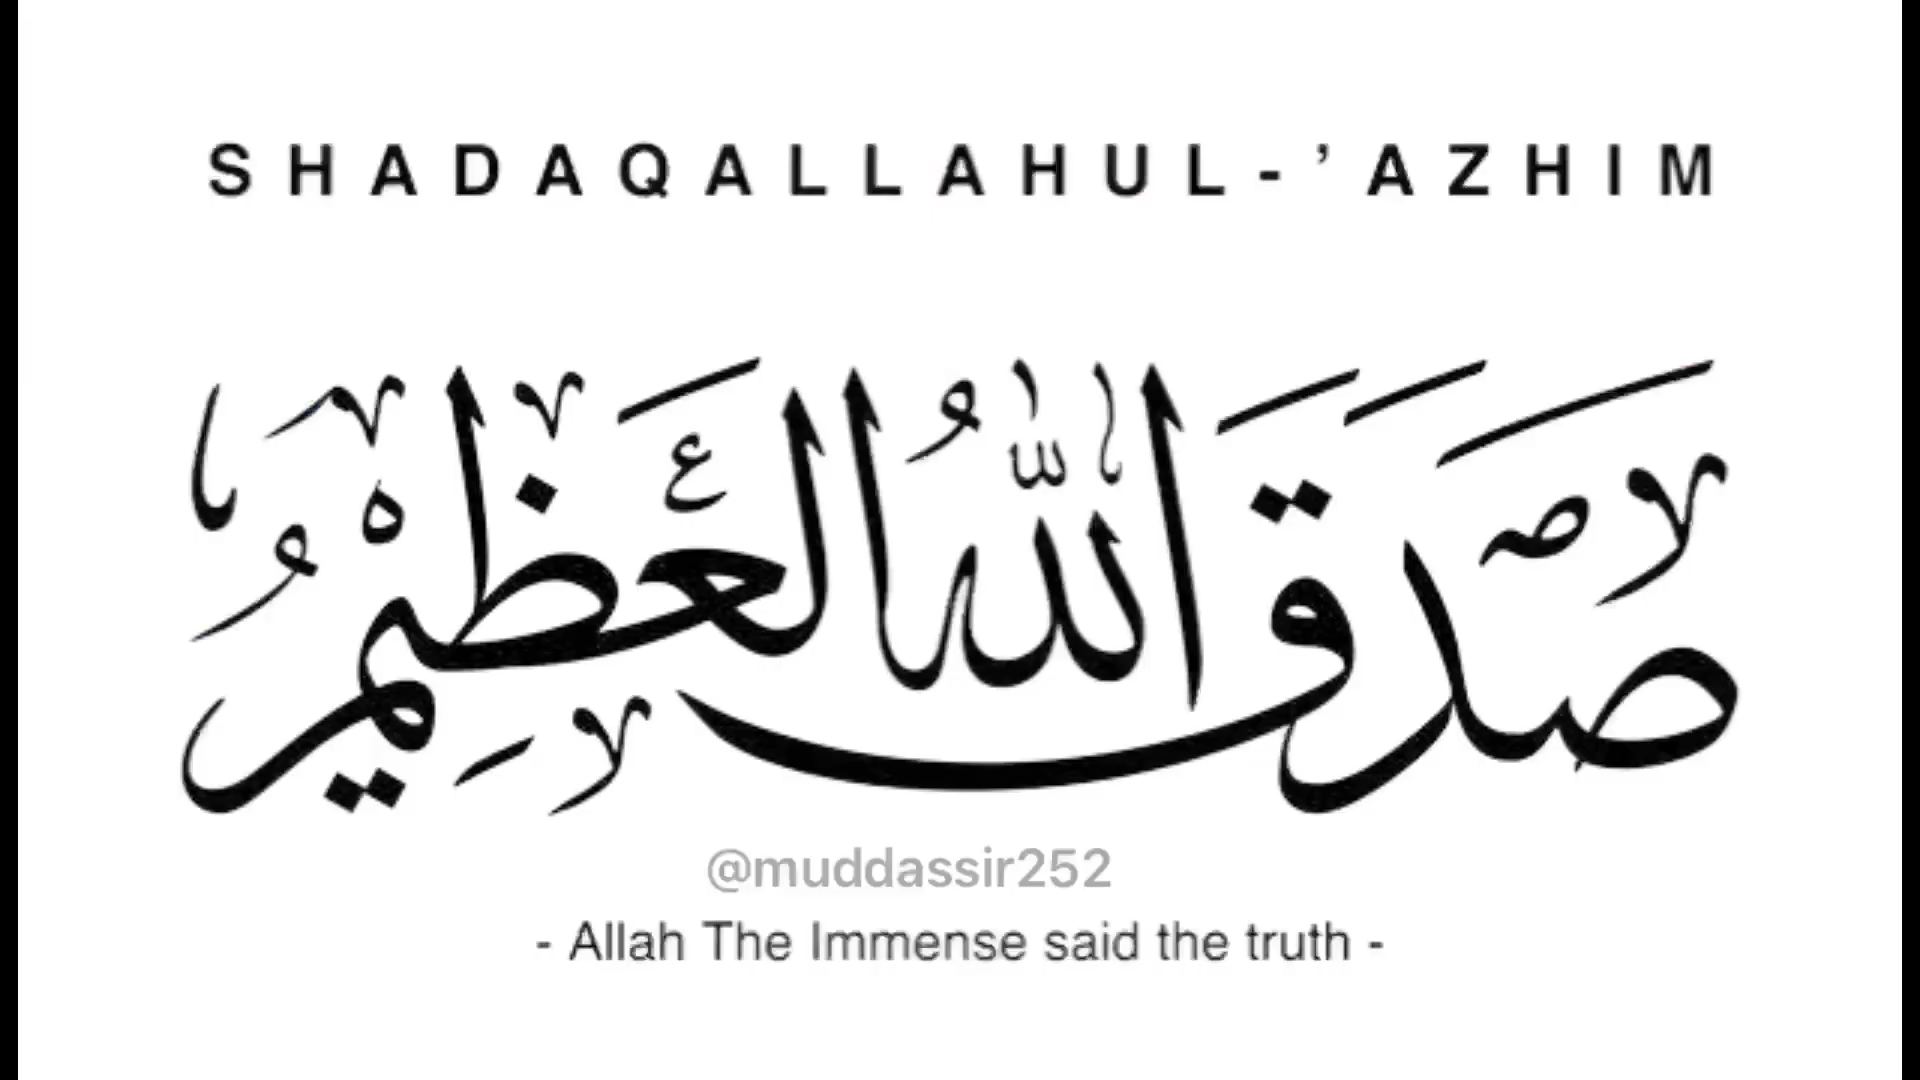 SHADAQALLAHUL-’AZHIM
صَدَقَ اللّٰهُ الْعَظِيْمُ
@muddassir252
- Allah The Immense said the truth -